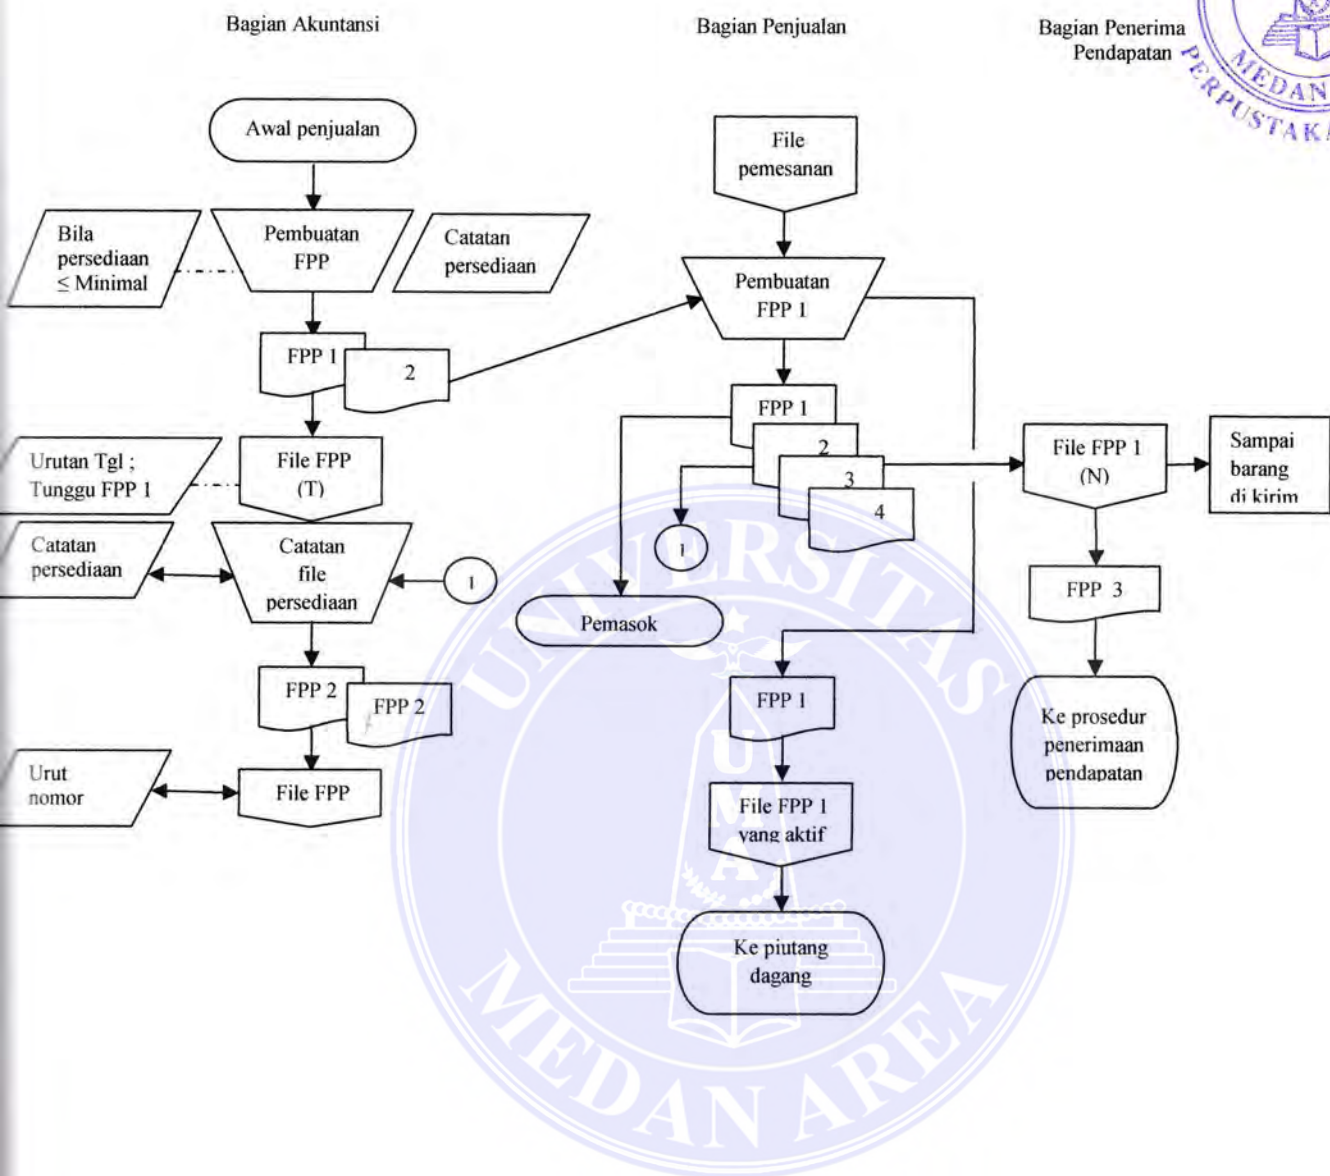 Bagian Akuntansi
Bagian Penjualan
Bagian Penerima
Pendapatan
MEDAN
PERPUSTAKA
Awal penjualan
Bila
persediaan
≤ Minimal
Pembuatan
FPP
Catatan
persediaan
FPP 1
2
Urutan Tgl ;
Tunggu FPP 1
File FPP
(T)
Catatan
persediaan
Catatan
file
persediaan
1
FPP 2
FPP 2
Urut
nomor
File FPP
File
pemesanan
Pembuatan
FPP 1
FPP 1
2
3
4
1
Pemasok
FPP 1
File FPP 1
yang aktif
Ke piutang
dagang
File FPP 1
(N)
Sampai
barang
di kirim
FPP 3
Ke prosedur
penerimaan
pendapatan
UNIVERSITAS
UMA
MEDAN AREA